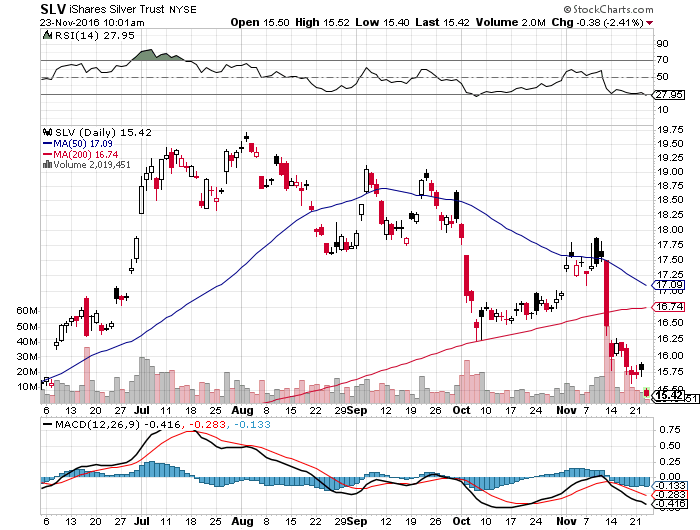 SLV iShares Silver Trust NYSE © StockCharts.com
23-Nov-2016 10:01am Open 15.50 High 15.52 Low 15.40 Last 15.42 Volume 2.0M Chg -0.38 (-2.41%)
RSI(14) 27.95
90
70
50
30
27.95
10
SLV (Daily) 15.42
MA(50) 17.09
MA(200) 16.74
Volume 2,019,451
19.75
19.50
19.25
19.00
18.75
18.50
18.25
18.00
17.75
17.50
17.25
17.09
17.00
16.74
16.50
16.25
16.00
15.75
15.50
15.42
60M
50M
40M
30M
20M
10M
6 13 20 27 Jul 11 18 25 Aug 8 15 22 29 Sep 12 19 26 Oct 10 17 24 Nov 7 14 21
MACD(12,26,9) -0.416, -0.283, -0.133
0.75
0.50
0.25
0.00
-0.133
-0.283
-0.416
6 13 20 27 Jul 11 18 25 Aug 8 15 22 29 Sep 12 19 26 Oct 10 17 24 Nov 7 14 21